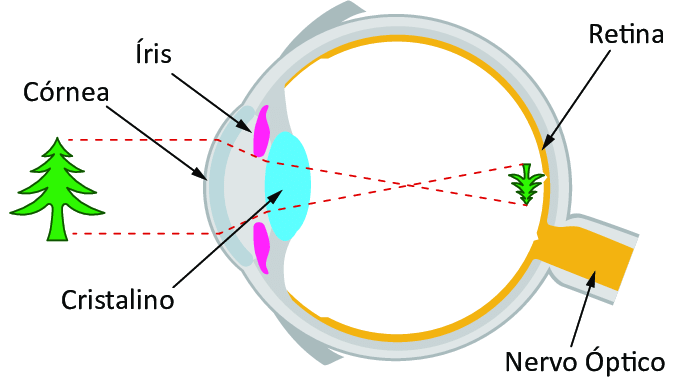 Retina
Íris
Córnea
Cristalino
Nervo Óptico